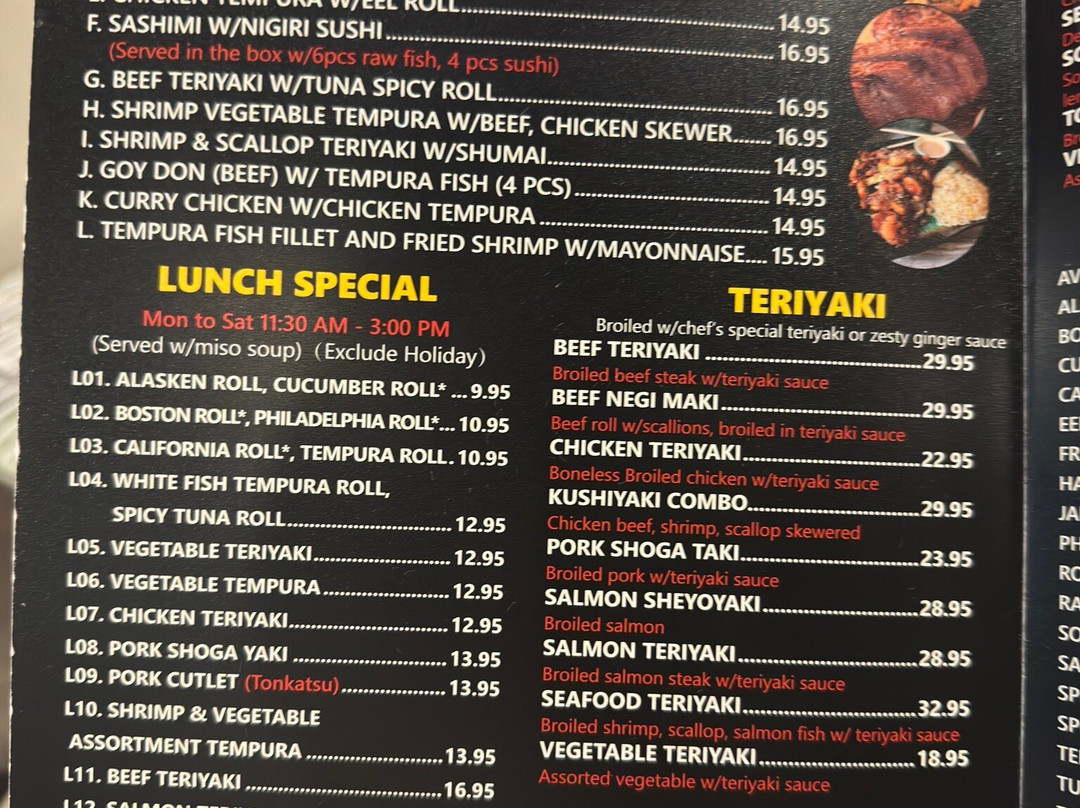 E. CHICKEN TEMPURA W/EEL ROLL........ 14.95
F. SASHIMI W/NIGIRI SUSHI........ 16.95
(Served in the box w/6pcs raw fish, 4 pcs sushi)
G. BEEF TERIYAKI W/TUNA SPICY ROLL........ 16.95
H. SHRIMP VEGETABLE TEMPURA W/BEEF, CHICKEN SKEWER....... 16.95
I. SHRIMP & SCALLOP TERIYAKI W/SHUMAI........ 14.95
J. GOY DON (BEEF) W/ TEMPURA FISH (4 PCS)........ 14.95
K. CURRY CHICKEN W/CHICKEN TEMPURA ........ 14.95
L. TEMPURA FISH FILLET AND FRIED SHRIMP W/MAYONNAISE.... 15.95
LUNCH SPECIAL
Mon to Sat 11:30 AM - 3:00 PM
(Served w/miso soup) (Exclude Holiday)
L01. ALASKEN ROLL, CUCUMBER ROLL* ... 9.95
L02. BOSTON ROLL*, PHILADELPHIA ROLL*... 10.95
L03. CALIFORNIA ROLL*, TEMPURA ROLL. 10.95
L04. WHITE FISH TEMPURA ROLL,
SPICY TUNA ROLL........ 12.95
L05. VEGETABLE TERIYAKI........ 12.95
L06. VEGETABLE TEMPURA........ 12.95
L07. CHICKEN TERIYAKI........ 12.95
L08. PORK SHOGA YAKI ........ 13.95
L09. PORK CUTLET (Tonkatsu)........ 13.95
L10. SHRIMP & VEGETABLE
ASSORTMENT TEMPURA ........ 13.95
L11. BEEF TERIYAKI ........ 16.95
TERIYAKI
Broiled w/chef's special teriyaki or zesty ginger sauce
BEEF TERIYAKI ........ 29.95
Broiled beef steak w/teriyaki sauce
BEEF NEGI MAKI........ 29.95
Beef roll w/scallions, broiled in teriyaki sauce
CHICKEN TERIYAKI........ 22.95
Boneless Broiled chicken w/teriyaki sauce
KUSHIYAKI COMBO........ 29.95
Chicken beef, shrimp, scallop skewered
PORK SHOGA TAKI........ 23.95
Broiled pork w/teriyaki sauce
SALMON SHEYOYAKI........ 28.95
Broiled salmon
SALMON TERIYAKI........ 28.95
Broiled salmon steak w/teriyaki sauce
SEAFOOD TERIYAKI........ 32.95
Broiled shrimp, scallop, salmon fish w/ teriyaki sauce
VEGETABLE TERIYAKI........ 18.95
Assorted vegetable w/teriyaki sauce